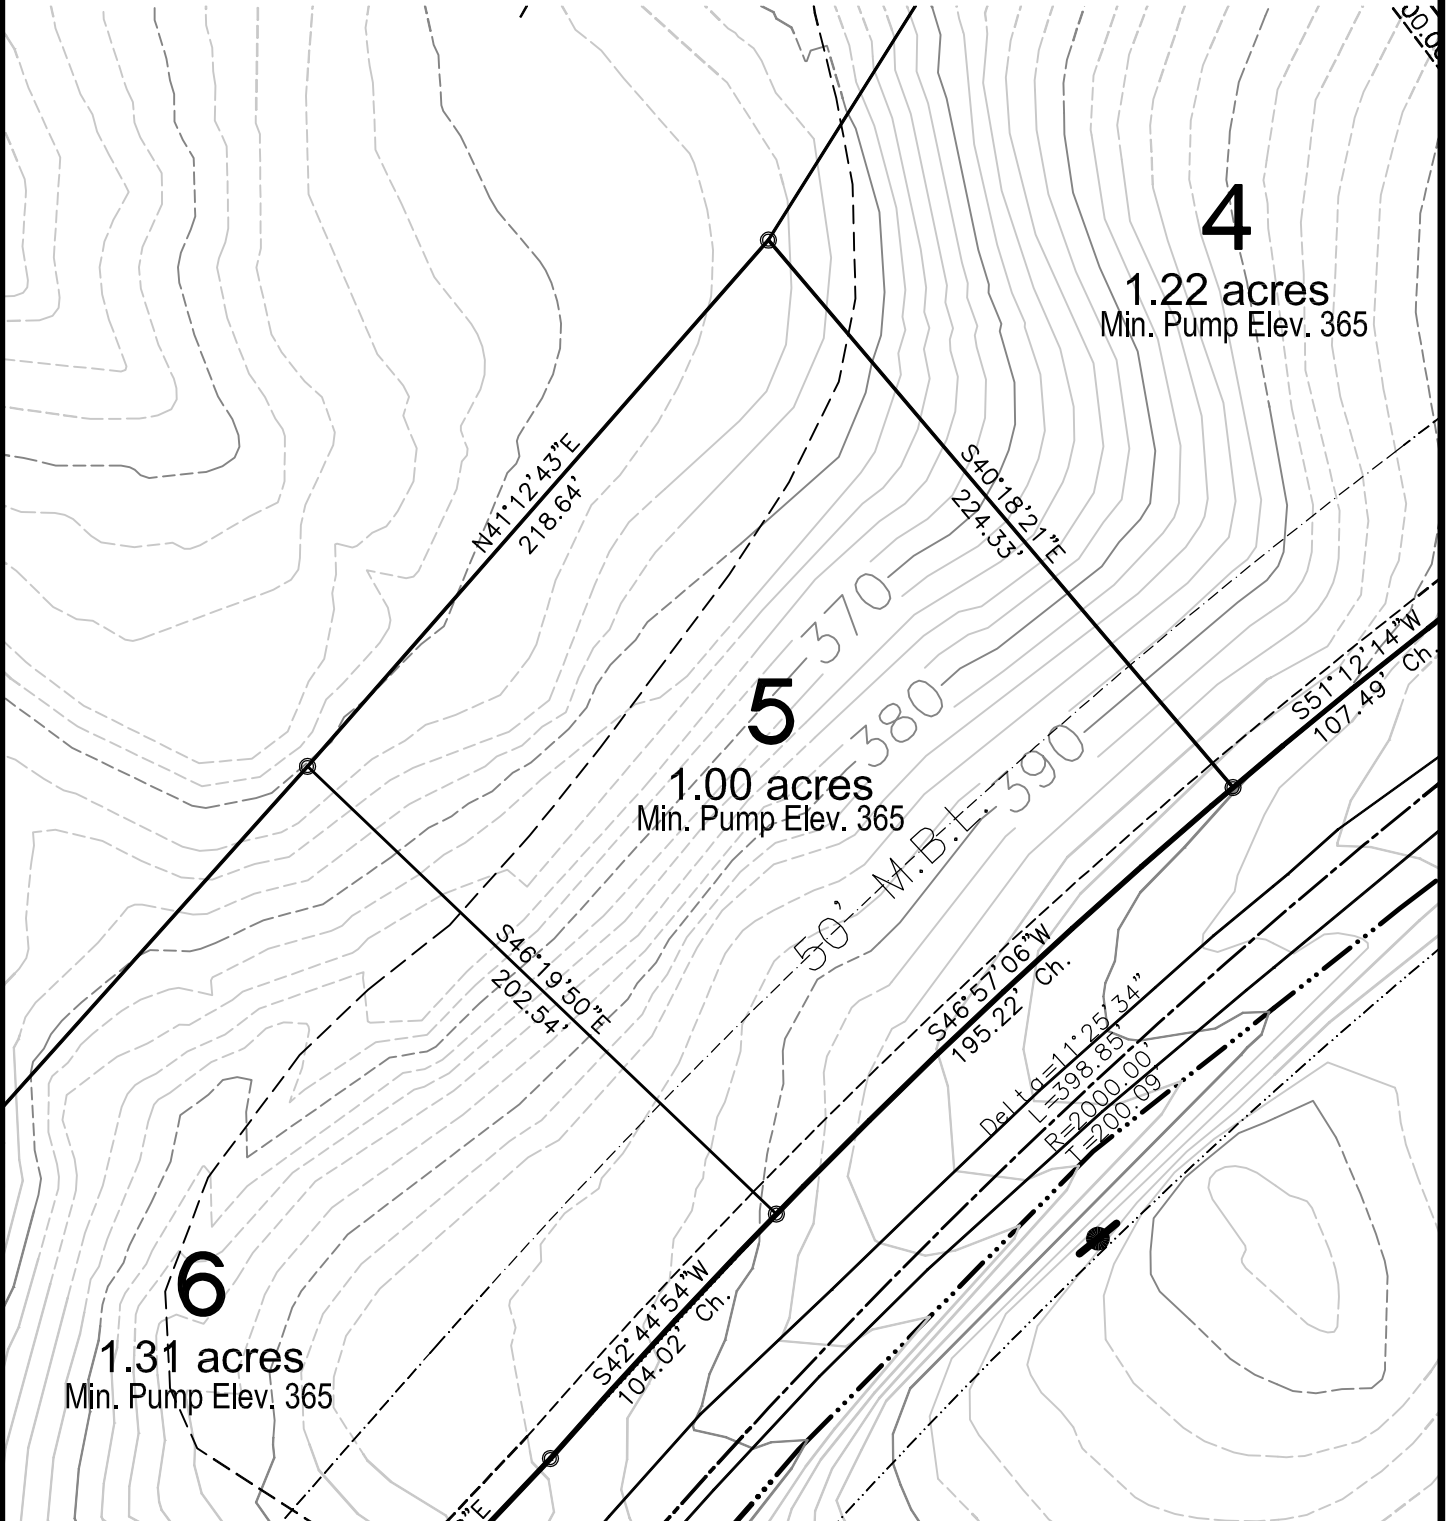 4
1.22 acres
Min. Pump Elev. 365
N41°12'43"E
218.64'
S40°18'21"E
224.33'
370
380
390
5
1.00 acres
Min. Pump Elev. 365
50' M.B.L.
S51°12'14"W
107.49' Ch.
S46°19'50"E
202.54'
S46°57'06"W
195.22' Ch.
Delta=11°25'34"
L=398.85'
R=2000.00'
T=200.09'
6
1.31 acres
Min. Pump Elev. 365
S42°44'54"W
104.02' Ch.
"E